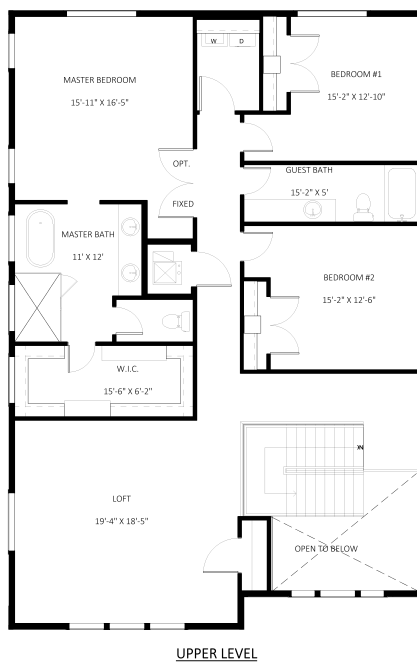 W D
MASTER BEDROOM
15'-11" X 16'-5"
BEDROOM #1
15'-2" X 12'-10"
OPT.
FIXED
GUEST BATH
15'-2" X 5'
MASTER BATH
11' X 12'
BEDROOM #2
15'-2" X 12'-6"
W.I.C.
15'-6" X 6'-2"
LOFT
19'-4" X 18'-5"
OPEN TO BELOW
UPPER LEVEL